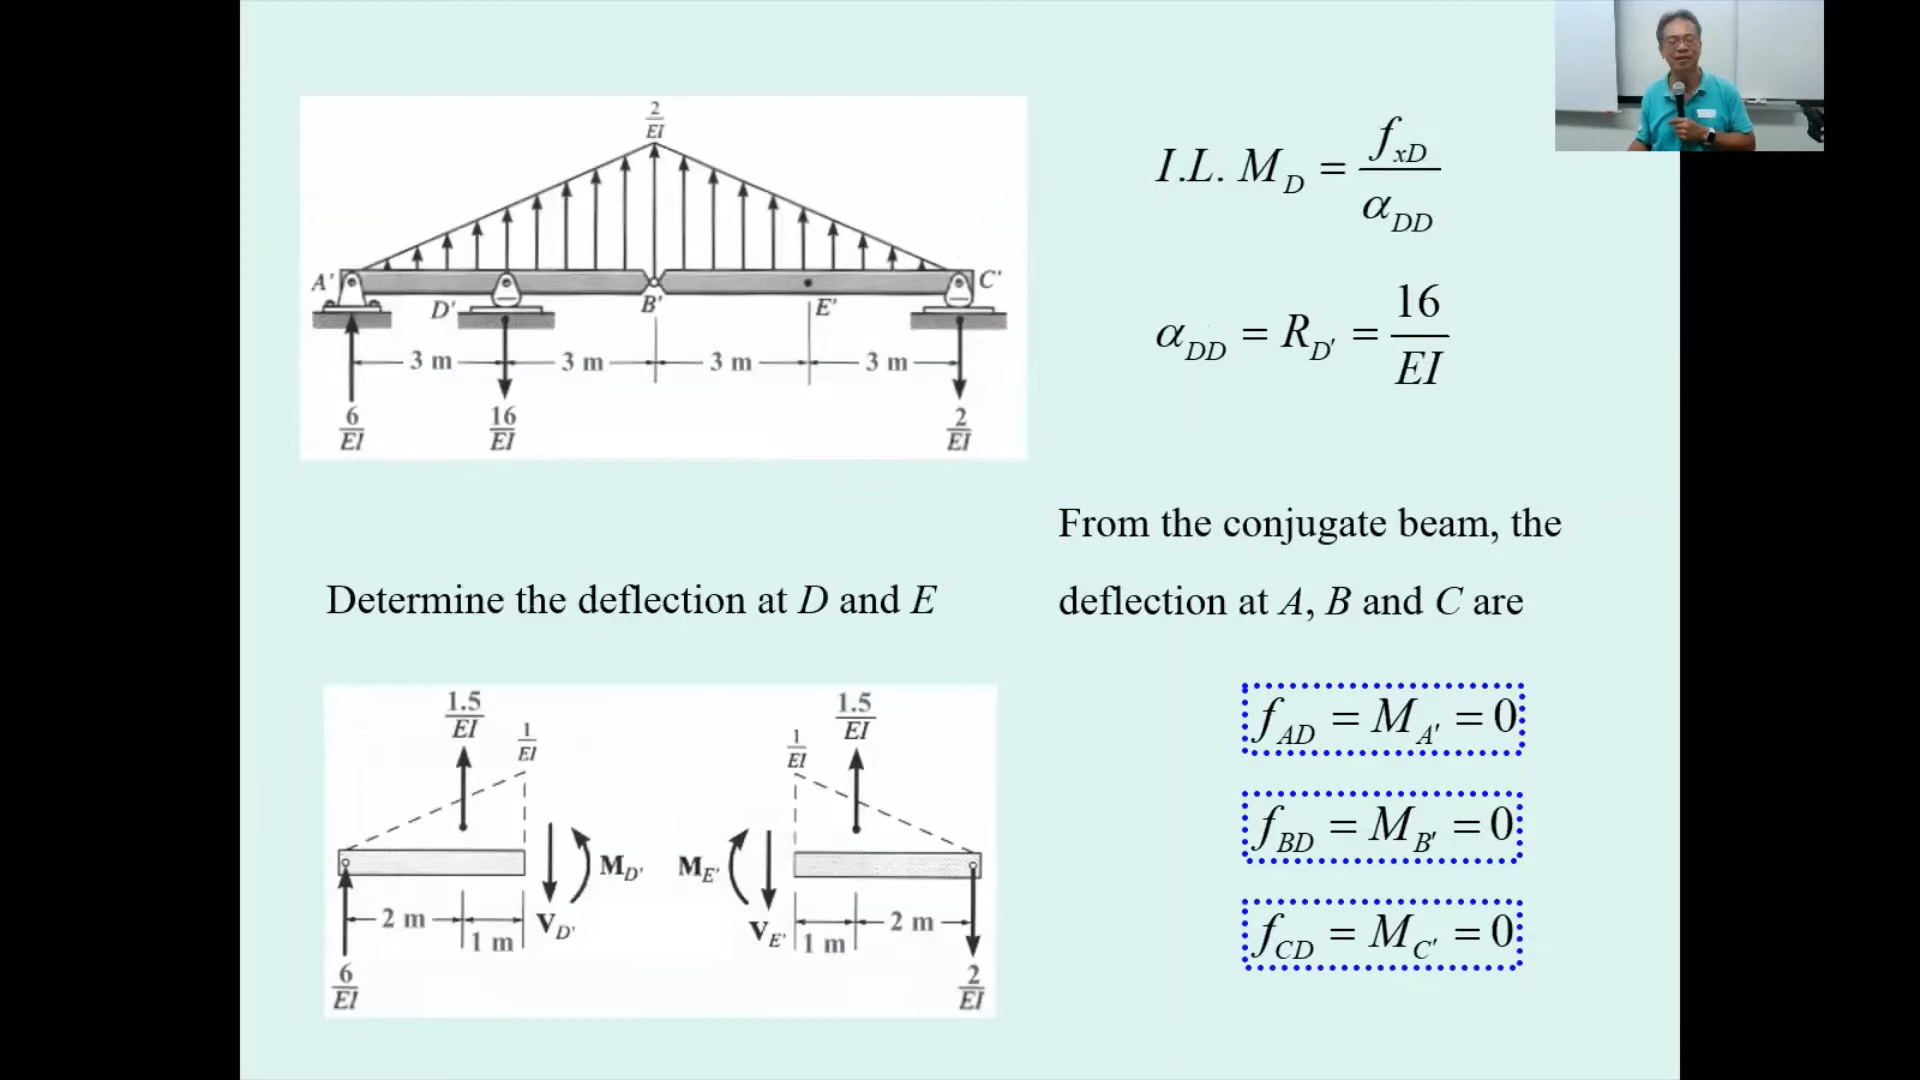 2/EI
A'
D'
B'
E'
C'
3 m
3 m
3 m
3 m
6/EI
16/EI
2/EI
I.L. M_D = f_xD / α_DD
α_DD = R_D' = 16/EI
From the conjugate beam, the
deflection at A, B and C are
f_AD = M_A' = 0
f_BD = M_B' = 0
f_CD = M_C' = 0
Determine the deflection at D and E
1.5/EI
1/EI
M_D'
V_D'
2 m
1 m
6/EI
1.5/EI
1/EI
M_E'
V_E'
1 m
2 m
2/EI